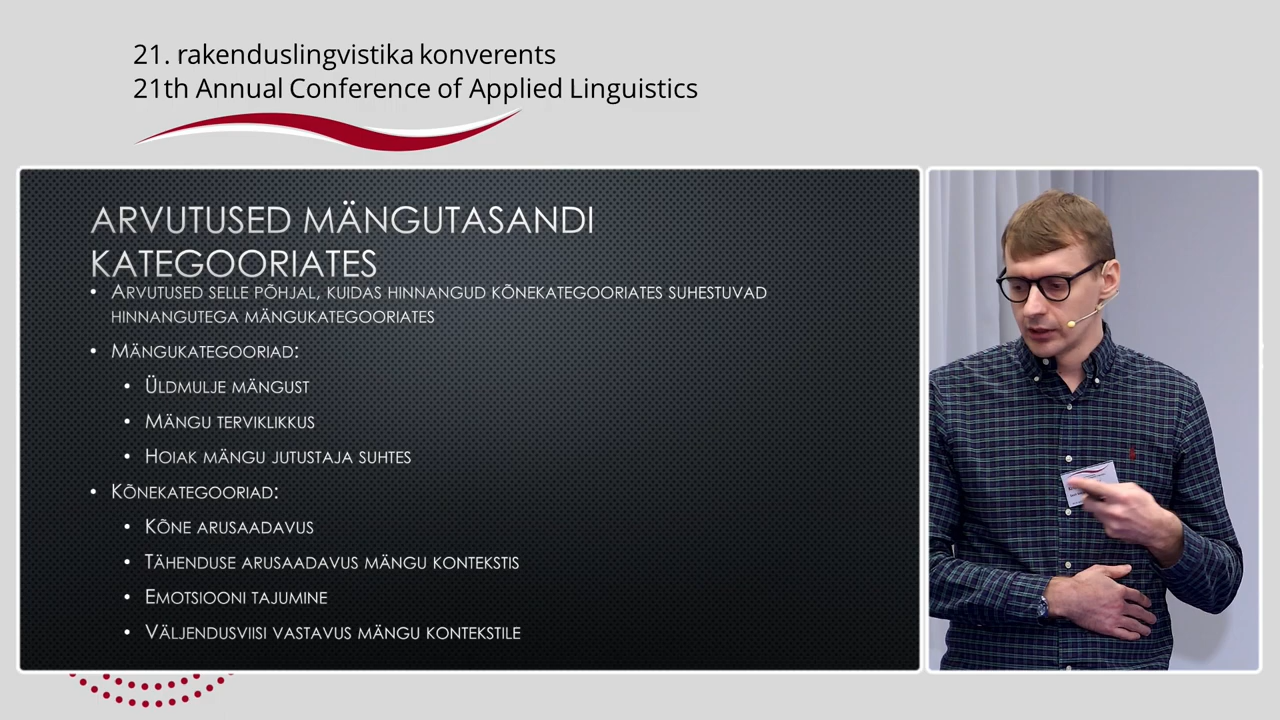 21. rakenduslingvistika konverents
21th Annual Conference of Applied Linguistics
ARVUTUSED MÄNGUTASANDI
KATEGOORIATES
• ARVUTUSED SELLE PÕHJAL, KUIDAS HINNANGUD KÕNEKATEGOORIATES SUHESTUVAD
HINNANGUTEGA MÄNGUKATEGOORIATES
• MÄNGUKATEGOORIAD:
• ÜLDMULJE MÄNGUST
• MÄNGU TERVIKLIKKUS
• HOIAK MÄNGU JUTUSTAJA SUHTES
• KÕNEKATEGOORIAD:
• KÕNE ARUSAADAVUS
• TÄHENDUSE ARUSAADAVUS MÄNGU KONTEKSTIS
• EMOTSIOONI TAJUMINE
• VÄLJENDUSVIISI VASTAVUS MÄNGU KONTEKSTILE